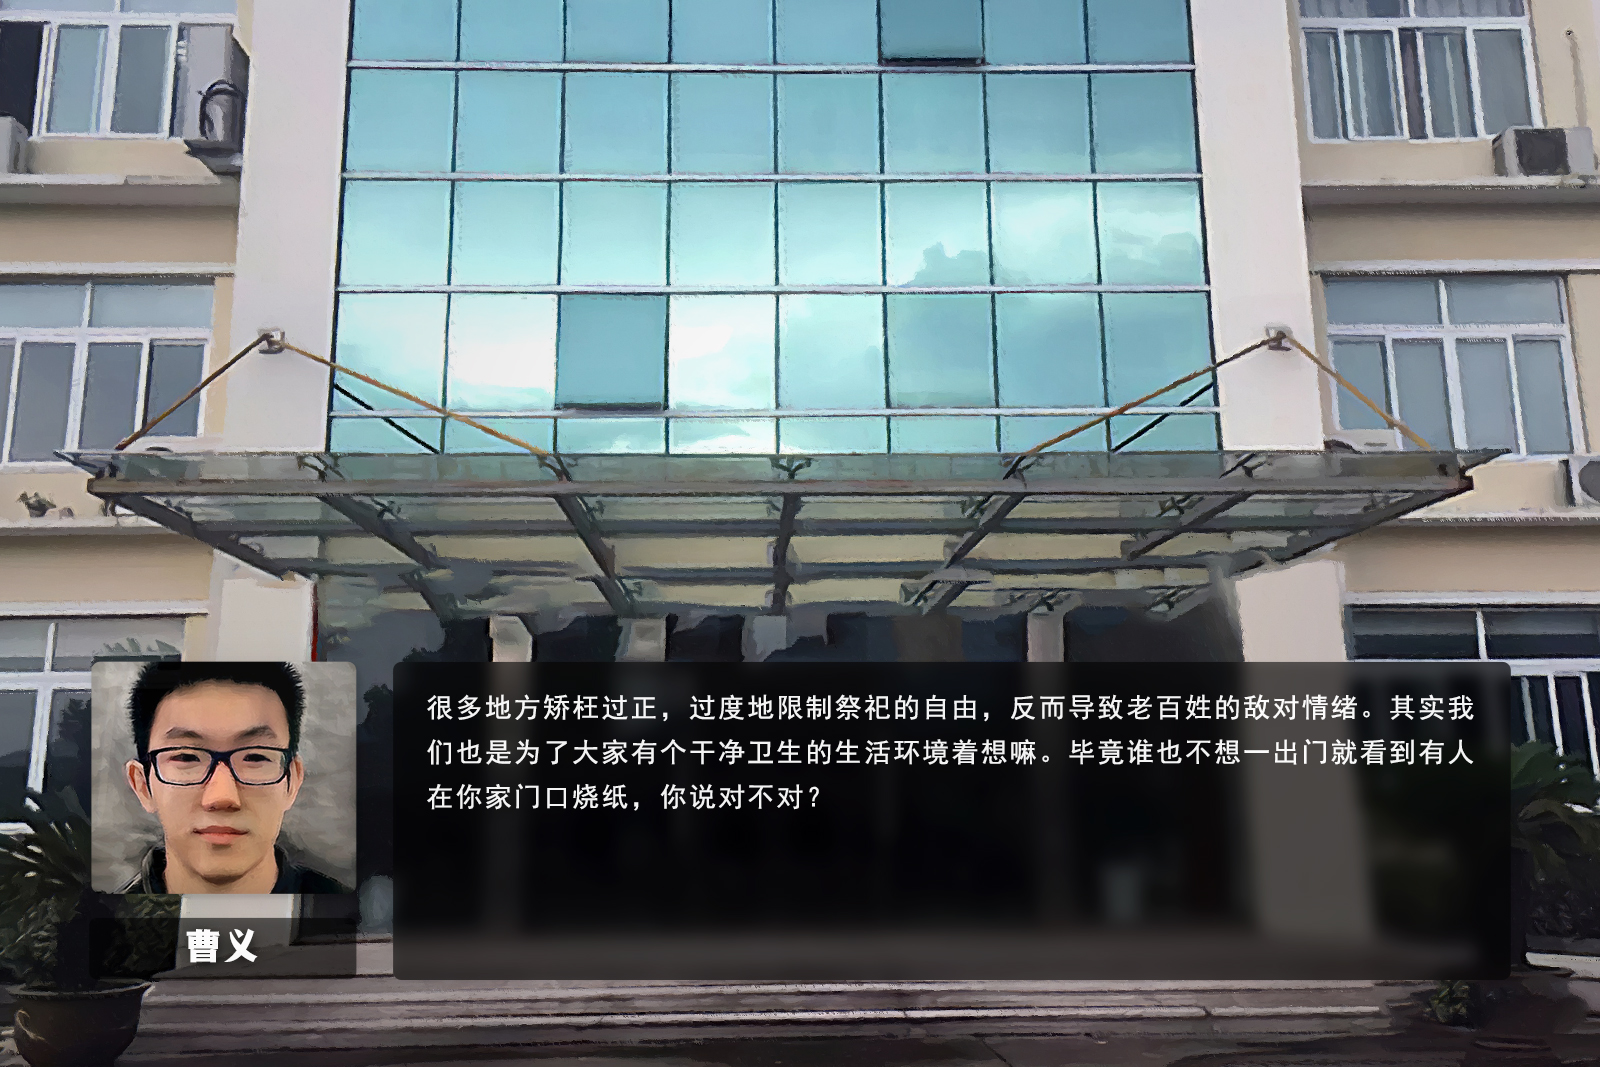 很多地方矫枉过正，过度地限制祭祀的自由，反而导致老百姓的敌对情绪。其实我
们也是为了大家有个干净卫生的生活环境着想嘛。毕竟谁也不想一出门就看到有人
在你家门口烧纸，你说对不对？
曹义